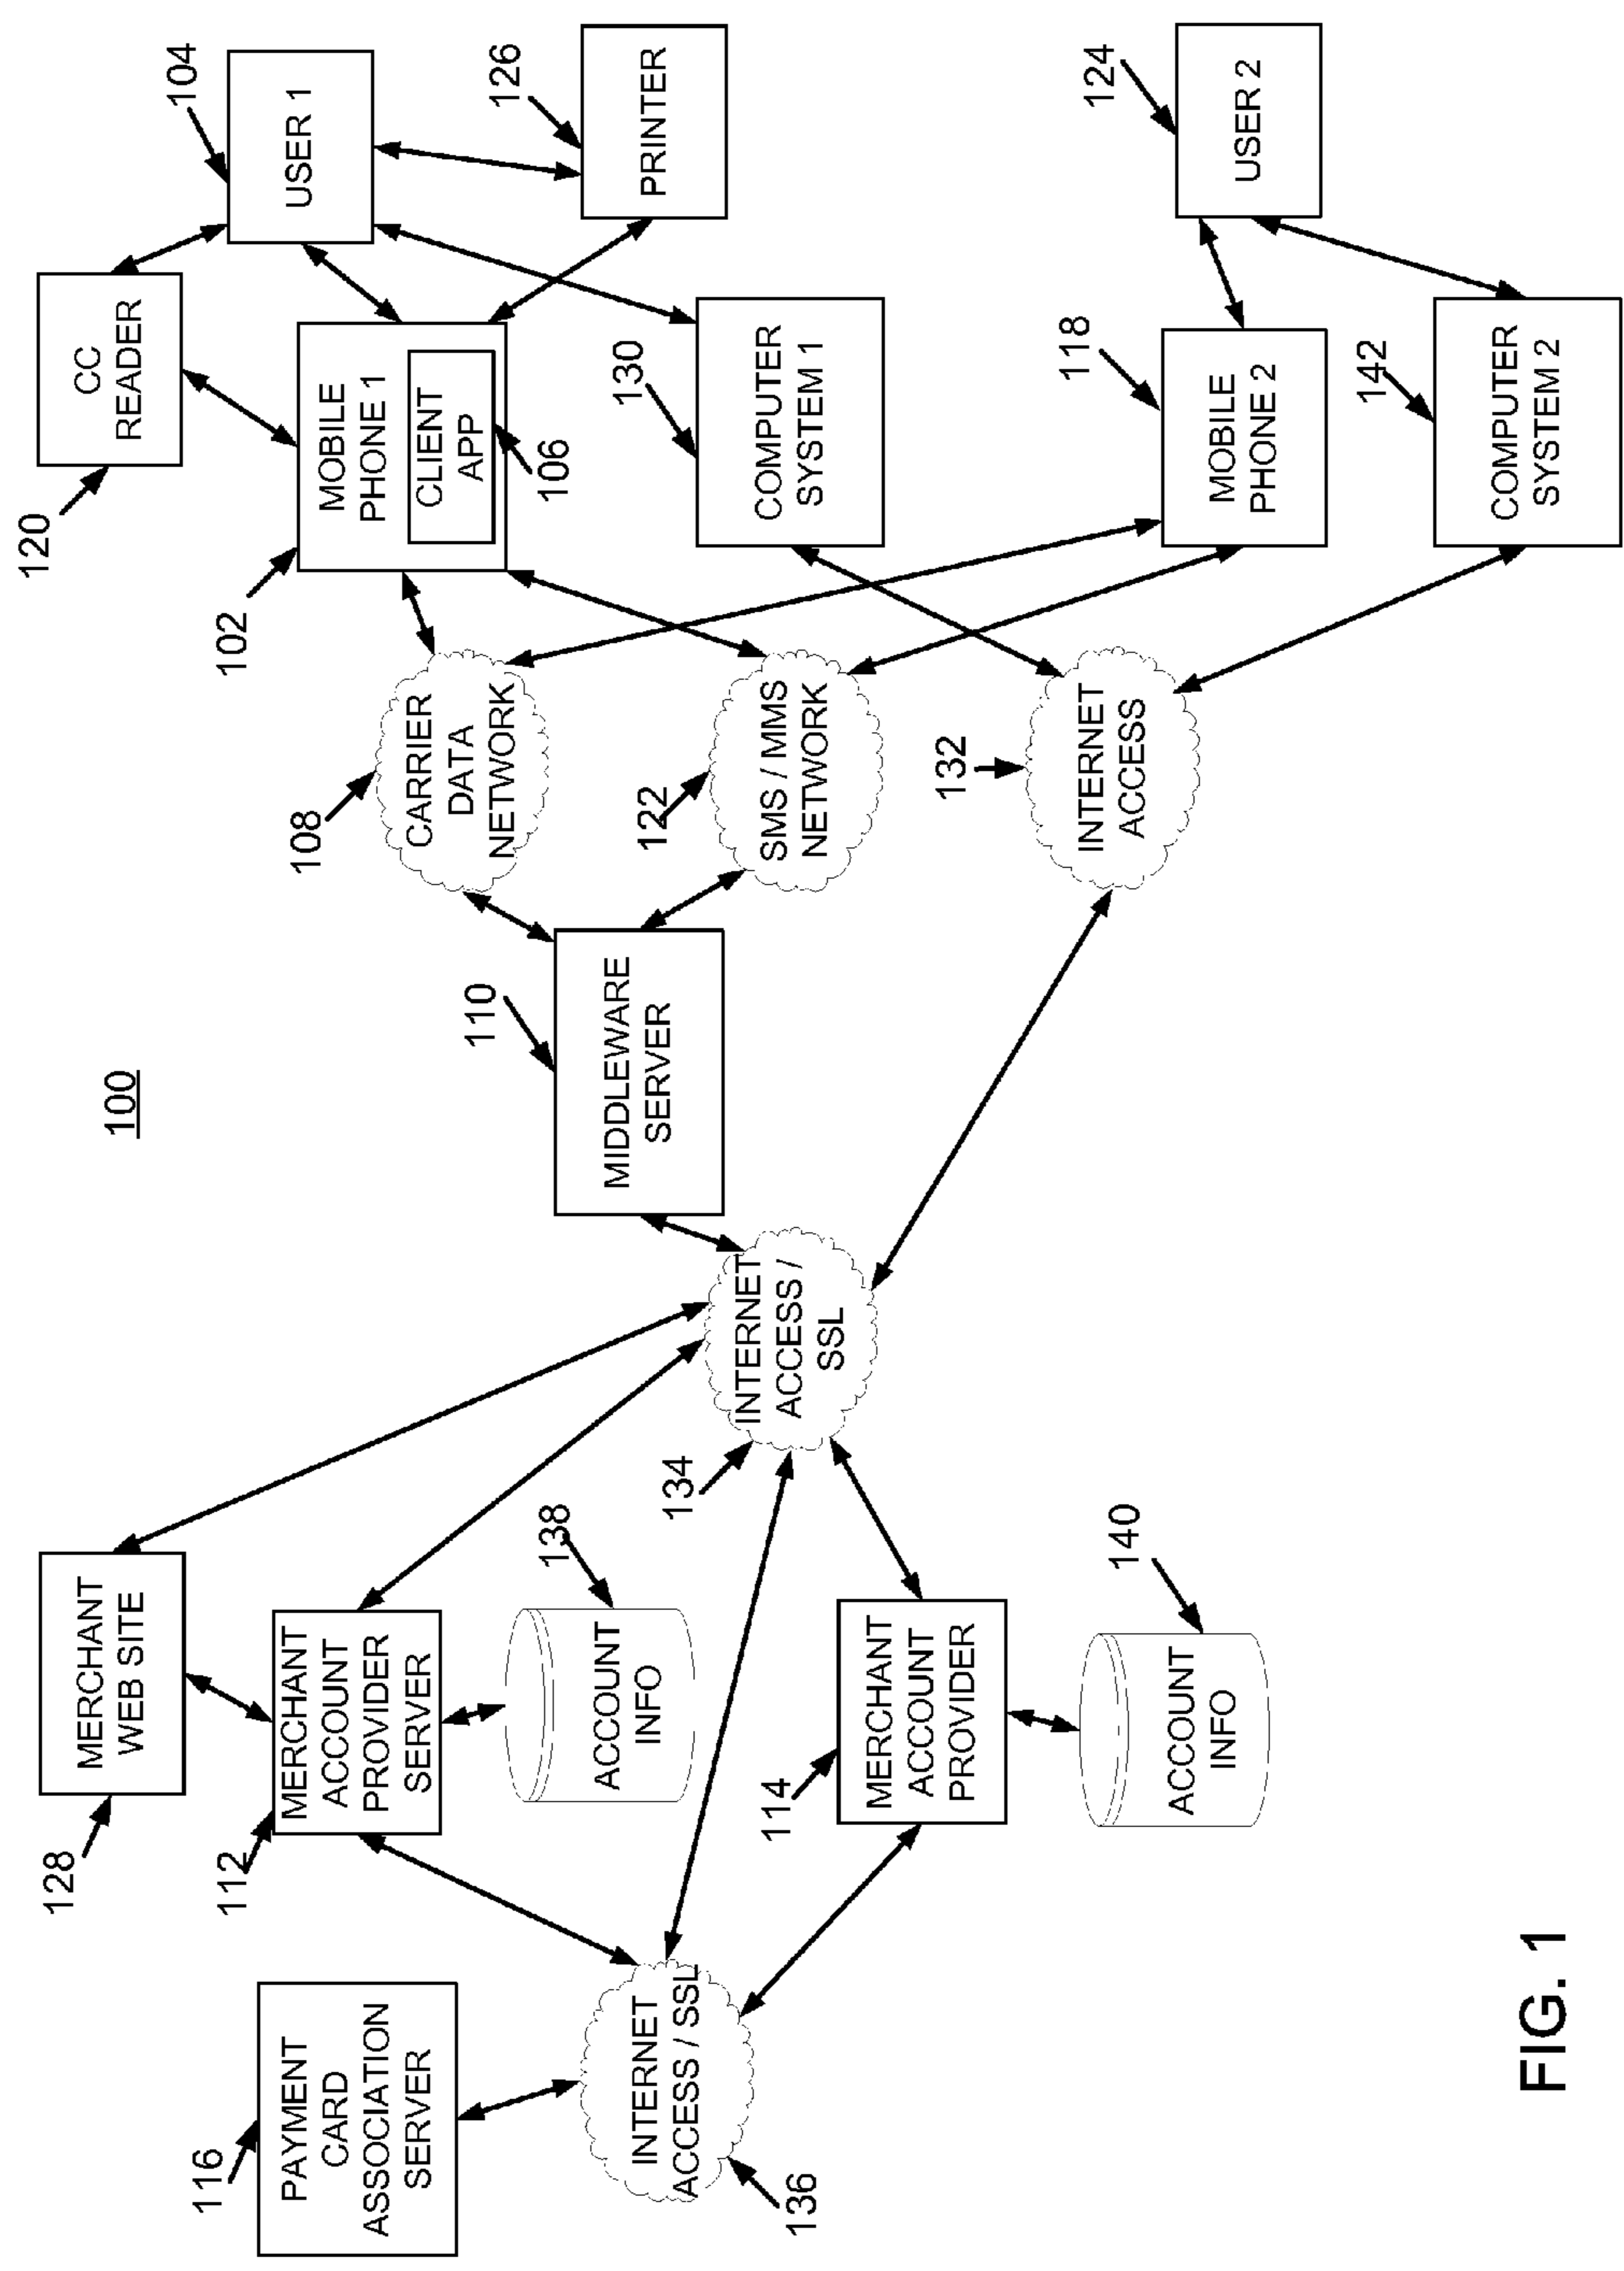 100
116
PAYMENT
CARD
ASSOCIATION
SERVER
136
INTERNET
ACCESS / SSL
128
MERCHANT
WEB SITE
112
MERCHANT
ACCOUNT
PROVIDER
SERVER
138
ACCOUNT
INFO
114
MERCHANT
ACCOUNT
PROVIDER
140
ACCOUNT
INFO
134
INTERNET
ACCESS /
SSL
110
MIDDLEWARE
SERVER
108
CARRIER
DATA
NETWORK
122
SMS / MMS
NETWORK
132
INTERNET
ACCESS
120
CC
READER
102
MOBILE
PHONE 1
CLIENT
APP
106
130
COMPUTER
SYSTEM 1
118
MOBILE
PHONE 2
142
COMPUTER
SYSTEM 2
104
USER 1
126
PRINTER
124
USER 2
FIG. 1